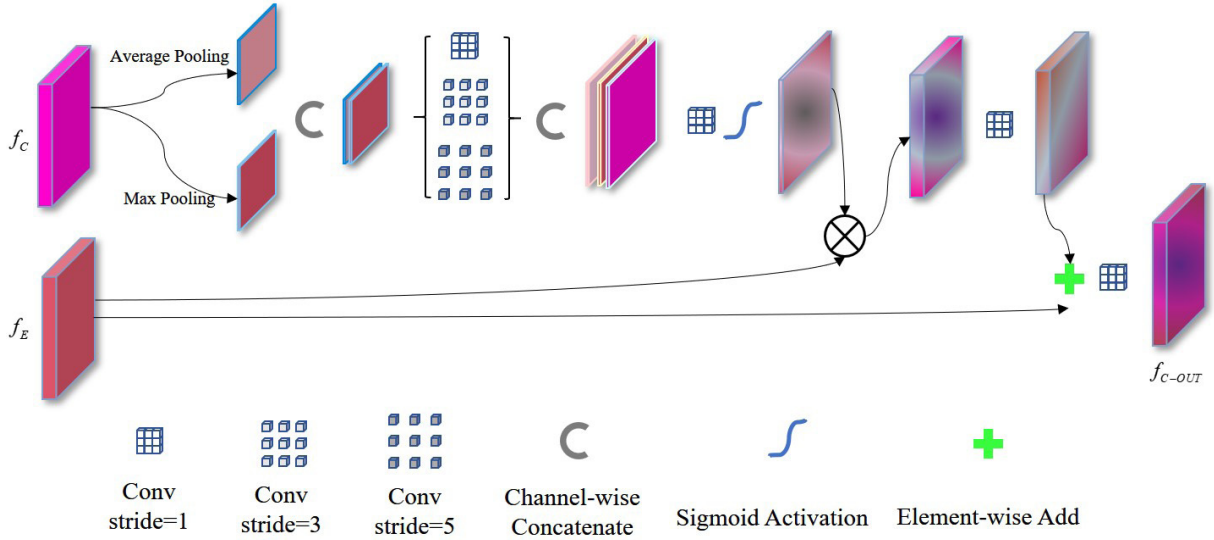 Average Pooling
f_C
Max Pooling
f_E
f_{C-OUT}
Conv
stride=1
Conv
stride=3
Conv
stride=5
Channel-wise
Concatenate
Sigmoid Activation
Element-wise Add